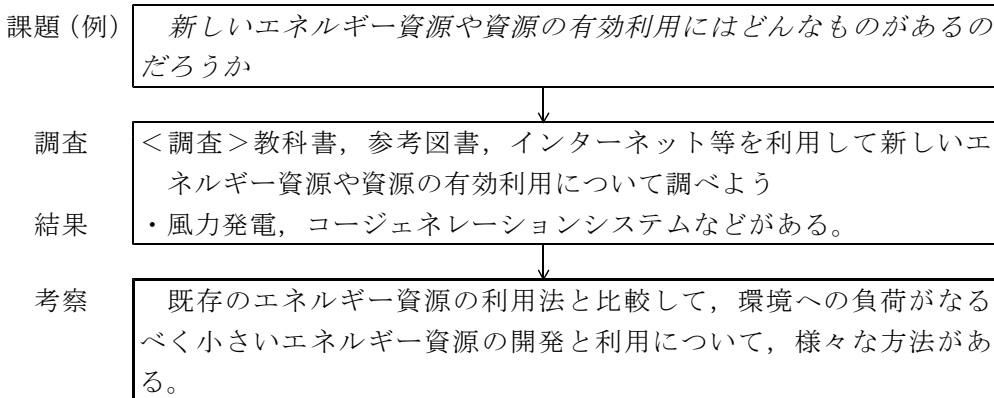 課題（例） 新しいエネルギー資源や資源の有効利用にはどんなものがあるの
だろうか
調査 ＜調査＞教科書，参考図書，インターネット等を利用して新しいエ
ネルギー資源や資源の有効利用について調べよう
結果 ・風力発電，コージェネレーションシステムなどがある。
考察 既存のエネルギー資源の利用法と比較して，環境への負荷がなる
べく小さいエネルギー資源の開発と利用について，様々な方法があ
る。